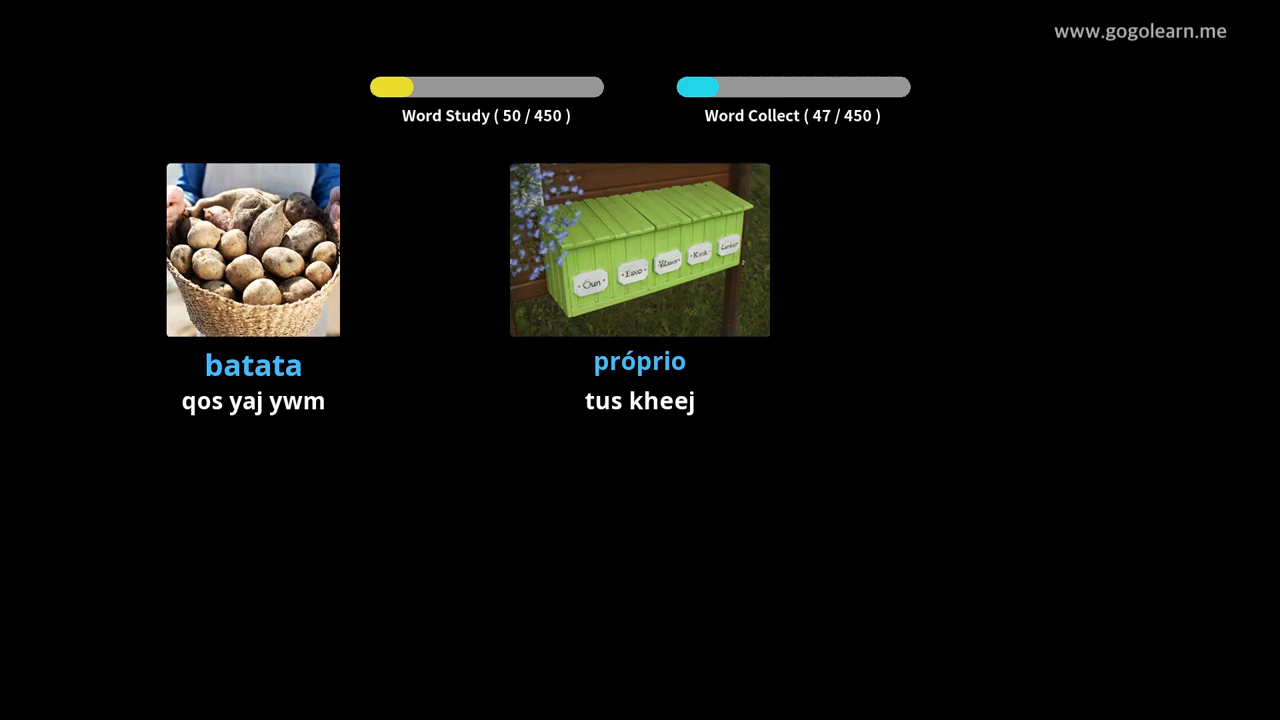 www.gogolearn.me
Word Study ( 50 / 450 )
Word Collect ( 47 / 450 )
batata
qos yaj ywm
próprio
tus kheej